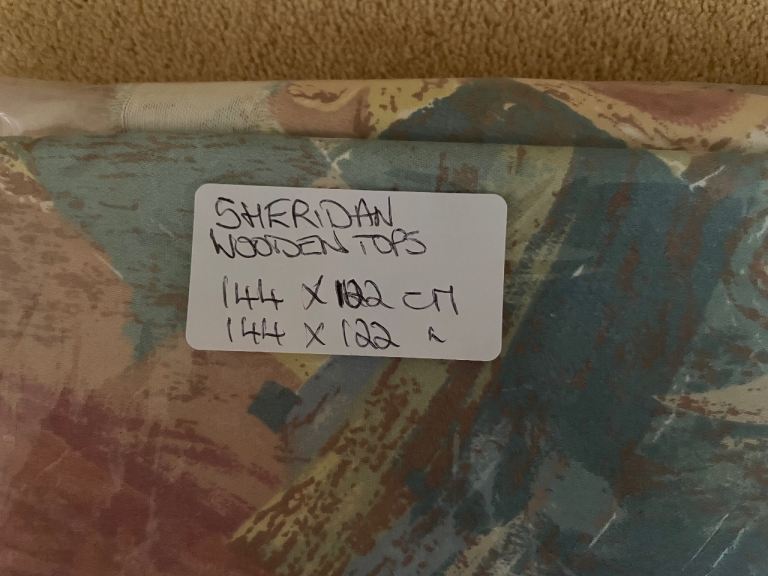 SHERIDAN
WOODEN TOPS
144 X 122 CM
144 X 122 "